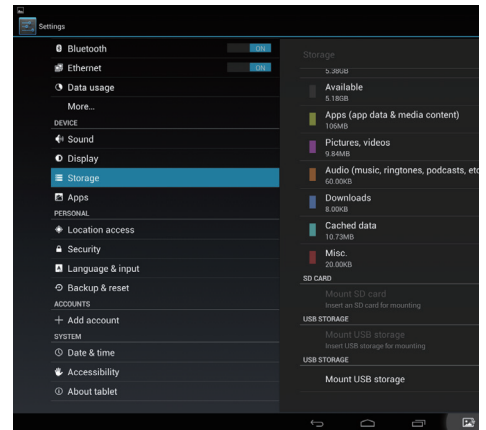 Settings
Bluetooth
ON
Ethernet
ON
Data usage
More...
DEVICE
Sound
Display
Storage
Apps
PERSONAL
Location access
Security
Language & input
Backup & reset
ACCOUNTS
Add account
SYSTEM
Date & time
Accessibility
About tablet
Storage
5.38GB
Available
5.18GB
Apps (app data & media content)
106MB
Pictures, videos
9.84MB
Audio (music, ringtones, podcasts, etc
60.00KB
Downloads
8.00KB
Cached data
10.73MB
Misc.
20.00KB
SD CARD
Mount SD card
Insert an SD card for mounting
USB STORAGE
Mount USB storage
Insert USB storage for mounting
USB STORAGE
Mount USB storage